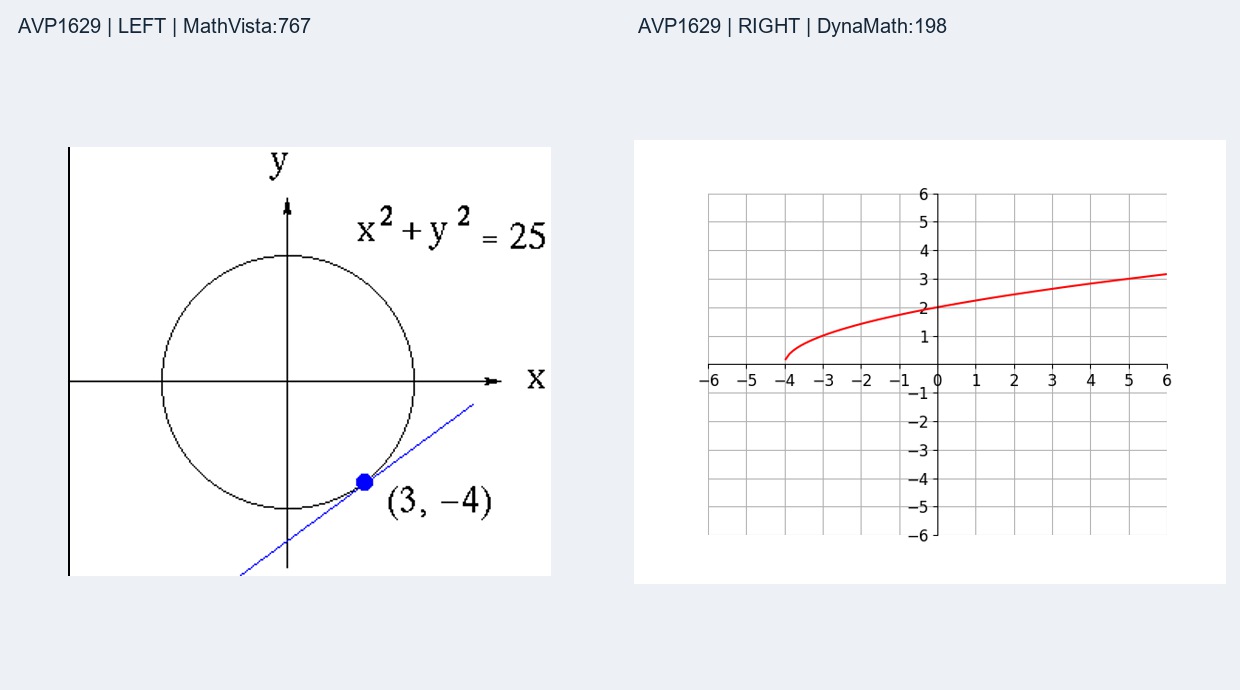 AVP1629 | LEFT | MathVista:767
AVP1629 | RIGHT | DynaMath:198
y
x² + y² = 25
x
(3, −4)
6
5
4
3
2
1
−6 −5 −4 −3 −2 −1 0 1 2 3 4 5 6
−1
−2
−3
−4
−5
−6